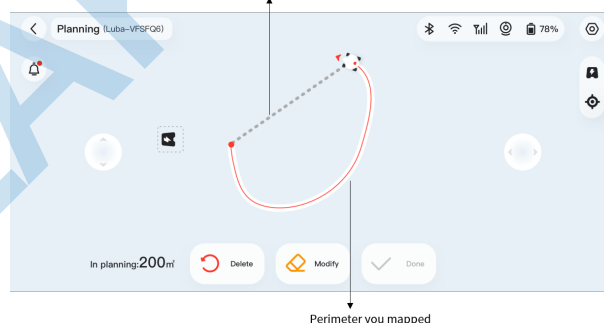 Planning (Luba-VFSFQ6)
78%
In planning:200㎡
Delete
Modify
Done
Perimeter you mapped